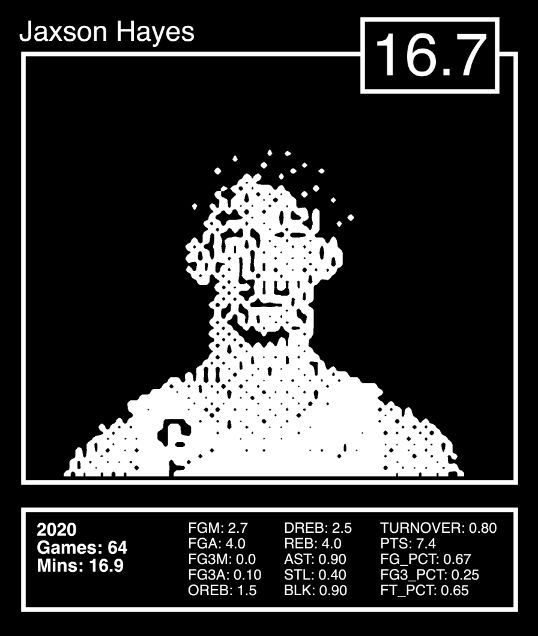 Jaxson Hayes
16.7
2020
Games: 64
Mins: 16.9
FGM: 2.7
FGA: 4.0
FG3M: 0.0
FG3A: 0.10
OREB: 1.5
DREB: 2.5
REB: 4.0
AST: 0.90
STL: 0.40
BLK: 0.90
TURNOVER: 0.80
PTS: 7.4
FG_PCT: 0.67
FG3_PCT: 0.25
FT_PCT: 0.65